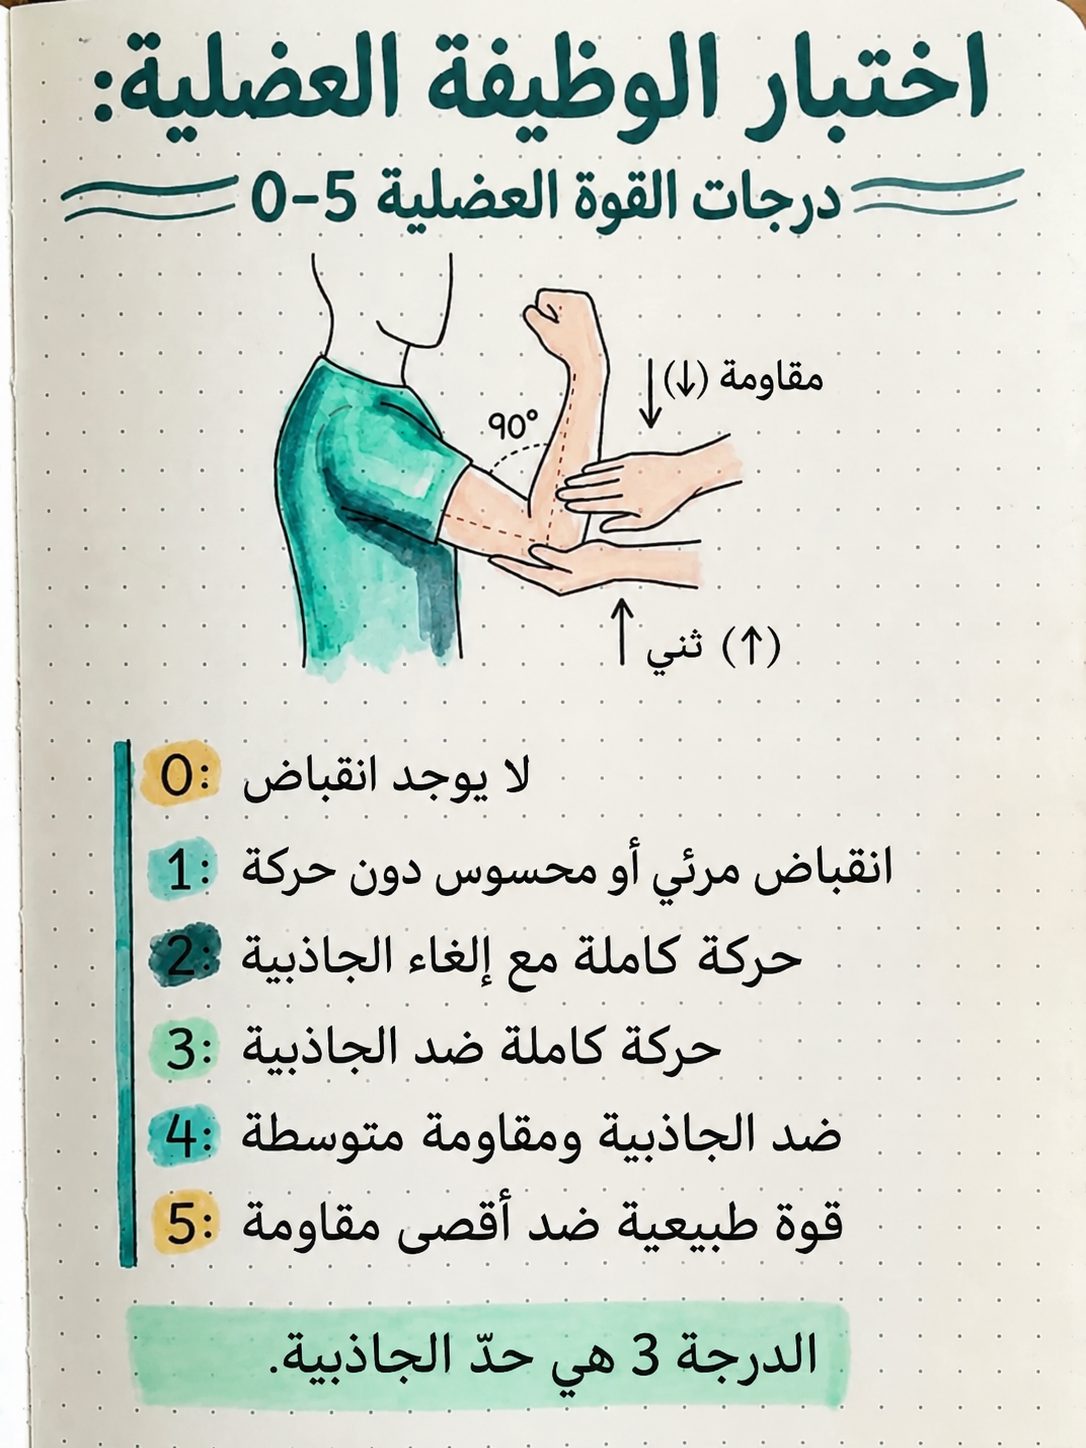 اختبار الوظيفة العضلية:
درجات القوة العضلية 5-0
90°
مقاومة (↓)
ثني (↑)
0: لا يوجد انقباض
1: انقباض مرئي أو محسوس دون حركة
2: حركة كاملة مع إلغاء الجاذبية
3: حركة كاملة ضد الجاذبية
4: ضد الجاذبية ومقاومة متوسطة
5: قوة طبيعية ضد أقصى مقاومة
الدرجة 3 هي حدّ الجاذبية.